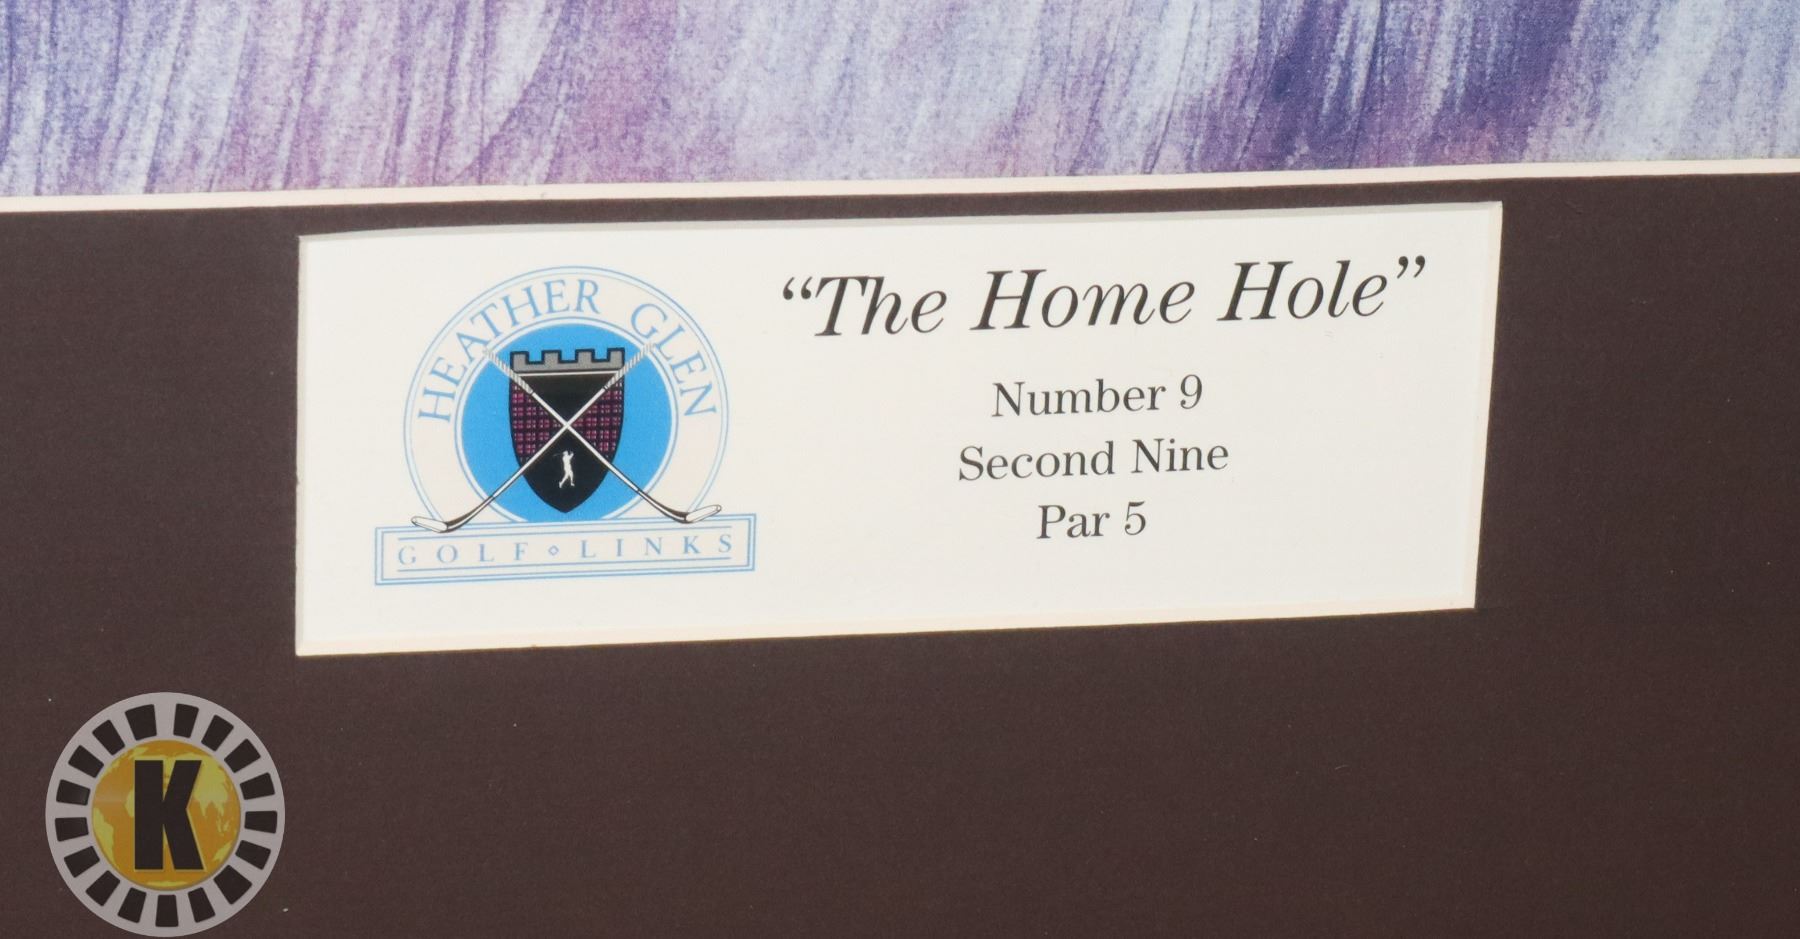 HEATHER GLEN
GOLF ⋄ LINKS
“The Home Hole”
Number 9
Second Nine
Par 5
K